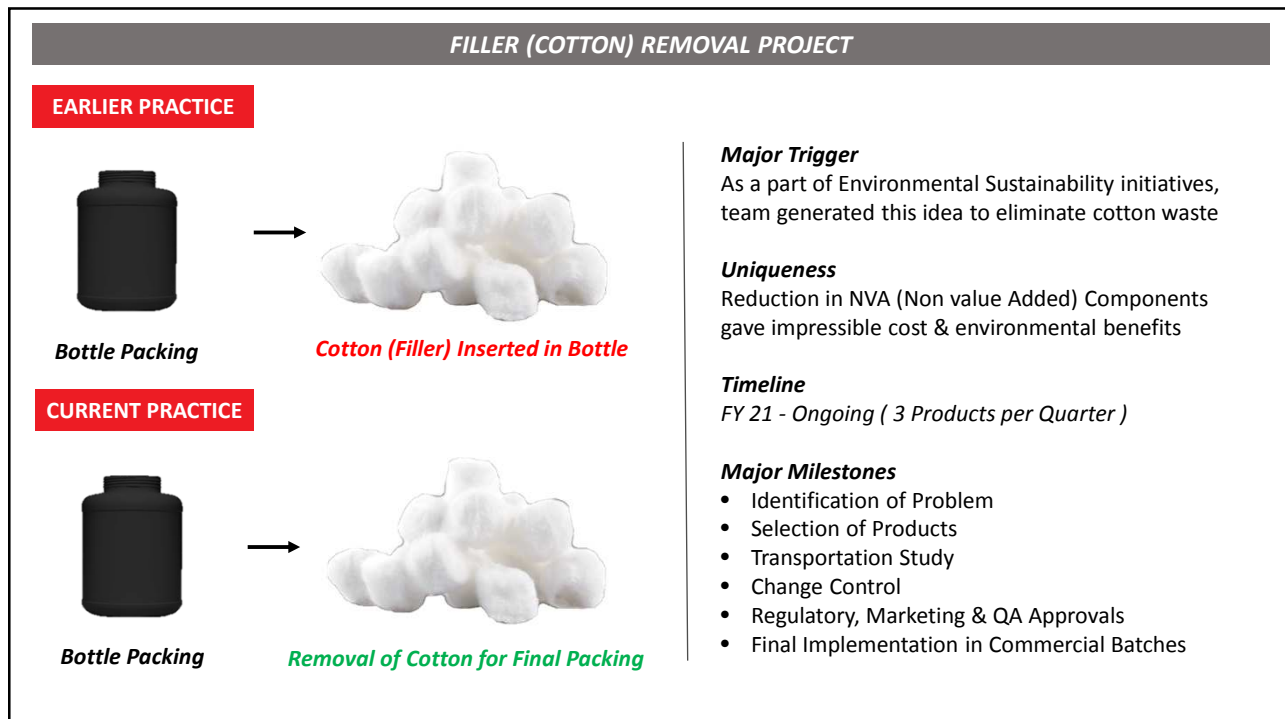 FILLER (COTTON) REMOVAL PROJECT
EARLIER PRACTICE
Bottle Packing
Cotton (Filler) Inserted in Bottle
CURRENT PRACTICE
Bottle Packing
Removal of Cotton for Final Packing
Major Trigger
As a part of Environmental Sustainability initiatives,
team generated this idea to eliminate cotton waste
Uniqueness
Reduction in NVA (Non value Added) Components
gave impressible cost & environmental benefits
Timeline
FY 21 - Ongoing ( 3 Products per Quarter )
Major Milestones
• Identification of Problem
• Selection of Products
• Transportation Study
• Change Control
• Regulatory, Marketing & QA Approvals
• Final Implementation in Commercial Batches